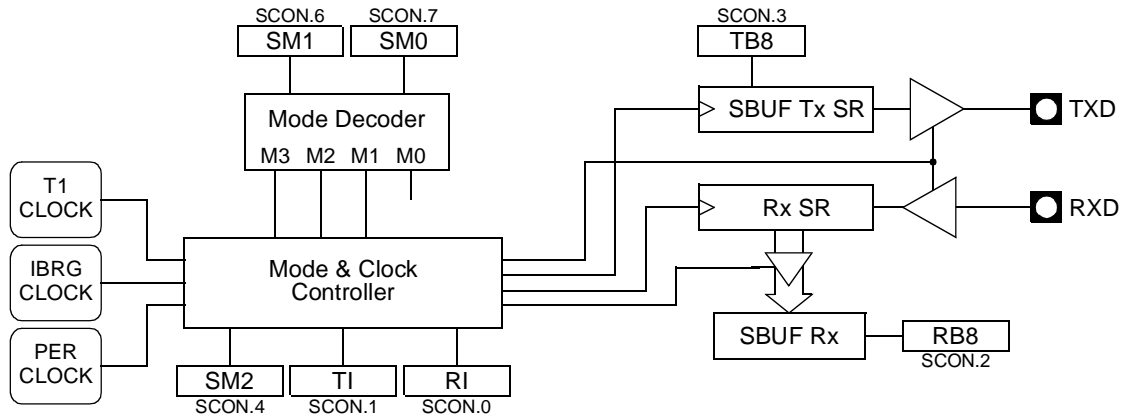 SCON.6
SCON.7
SCON.3
SM1
SM0
TB8
Mode Decoder
M3 M2 M1 M0
SBUF Tx SR
TXD
T1
CLOCK
Rx SR
RXD
IBRG
CLOCK
Mode & Clock
Controller
PER
CLOCK
SBUF Rx
RB8
SCON.2
SM2
TI
RI
SCON.4
SCON.1
SCON.0